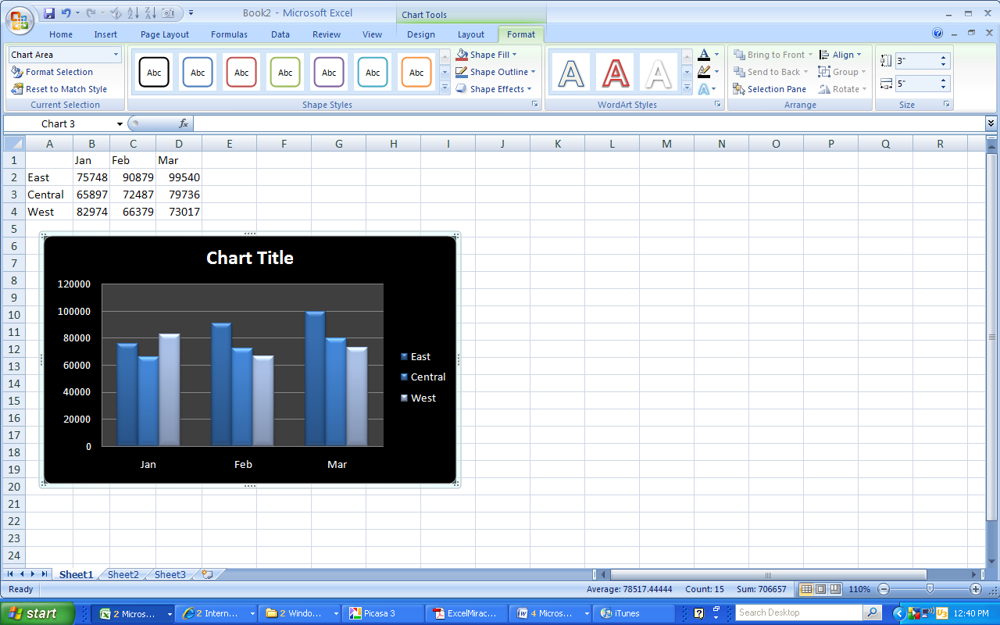 Book2 - Microsoft Excel
Chart Tools
Home Insert Page Layout Formulas Data Review View Design Layout Format
Chart Area
Format Selection
Reset to Match Style
Current Selection
Abc Abc Abc Abc Abc Abc Abc
Shape Fill
Shape Outline
Shape Effects
Shape Styles
A A A
A
A
WordArt Styles
Bring to Front
Send to Back
Selection Pane
Align
Group
Rotate
Arrange
3"
5"
Size
Chart 3
fx
A B C D E F G H I J K L M N O P Q R
1 Jan Feb Mar
2 East 75748 90879 99540
3 Central 65897 72487 79736
4 West 82974 66379 73017
5
6
7
8
9
10
11
12
13
14
15
16
17
18
19
20
21
22
23
24
Chart Title
120000
100000
80000
60000
40000
20000
0
Jan Feb Mar
East
Central
West
Sheet1 Sheet2 Sheet3
Ready
Average: 78517.44444 Count: 15 Sum: 706657
110%
start
2 Micros...
2 Intern...
2 Windo...
Picasa 3
ExcelMirac...
4 Micros...
iTunes
Search Desktop
12:40 PM